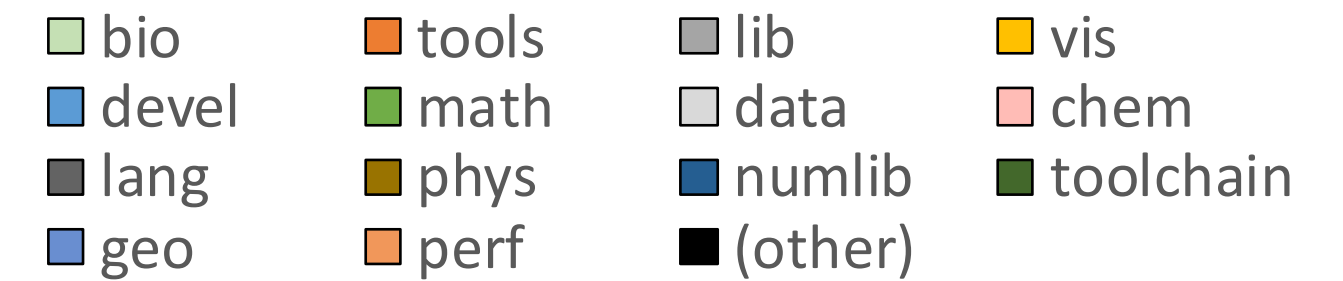 bio tools lib vis
devel math data chem
lang phys numlib toolchain
geo perf (other)